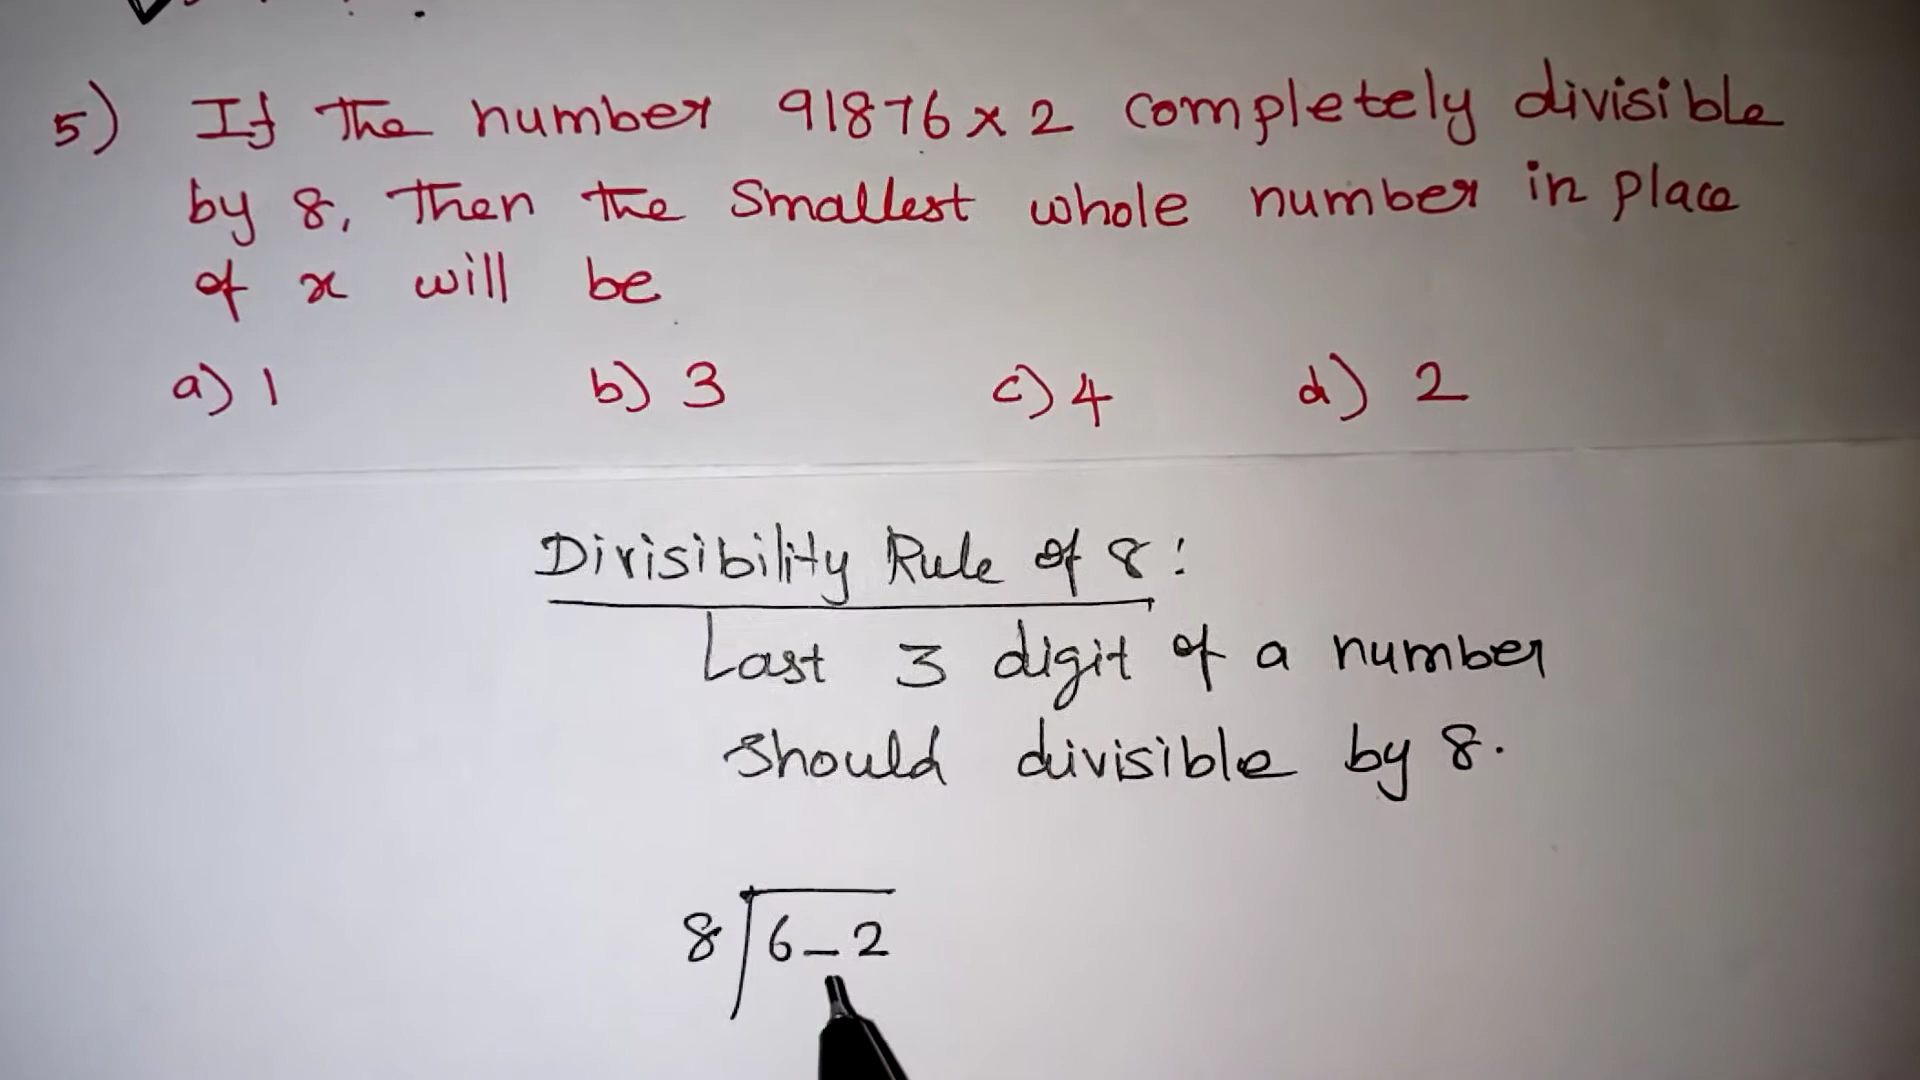 5) If the number 91876x2 completely divisible
by 8, then the smallest whole number in place
of x will be
a) 1 b) 3 c) 4 d) 2
Divisibility Rule of 8:
Last 3 digit of a number
should divisible by 8.
8 6_2